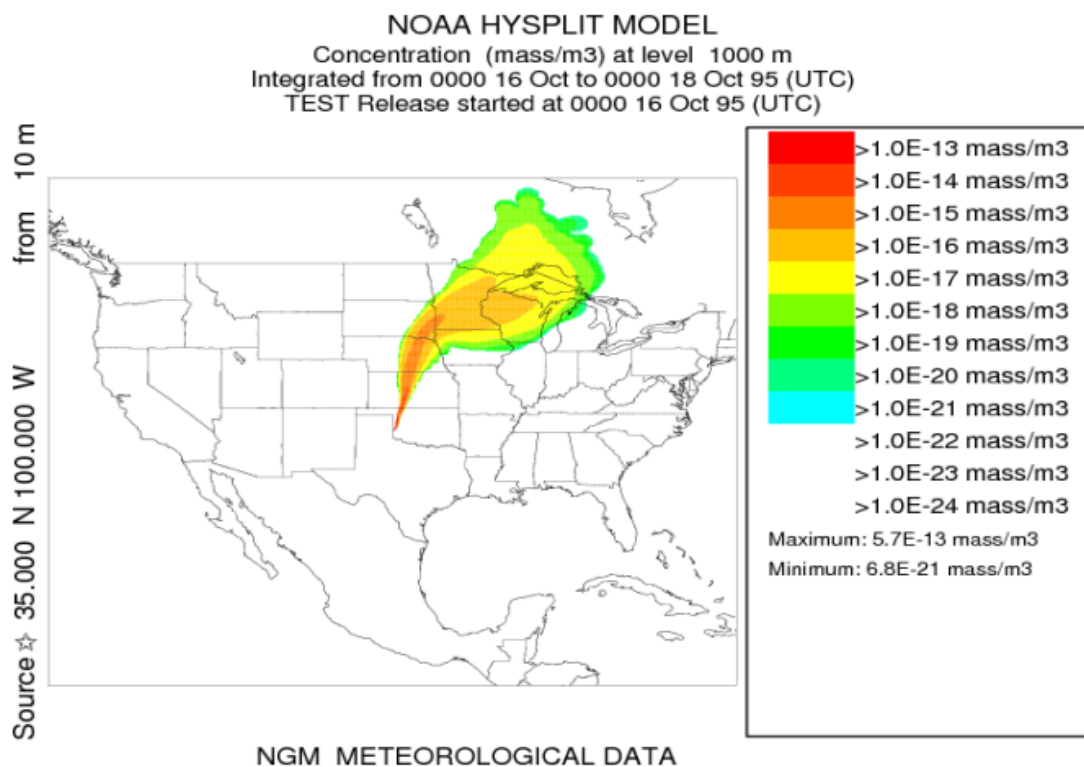 NOAA HYSPLIT MODEL
Concentration (mass/m3) at level 1000 m
Integrated from 0000 16 Oct to 0000 18 Oct 95 (UTC)
TEST Release started at 0000 16 Oct 95 (UTC)
Source ☆ 35.000 N 100.000 W from 10 m
>1.0E-13 mass/m3
>1.0E-14 mass/m3
>1.0E-15 mass/m3
>1.0E-16 mass/m3
>1.0E-17 mass/m3
>1.0E-18 mass/m3
>1.0E-19 mass/m3
>1.0E-20 mass/m3
>1.0E-21 mass/m3
>1.0E-22 mass/m3
>1.0E-23 mass/m3
>1.0E-24 mass/m3
Maximum: 5.7E-13 mass/m3
Minimum: 6.8E-21 mass/m3
NGM METEOROLOGICAL DATA